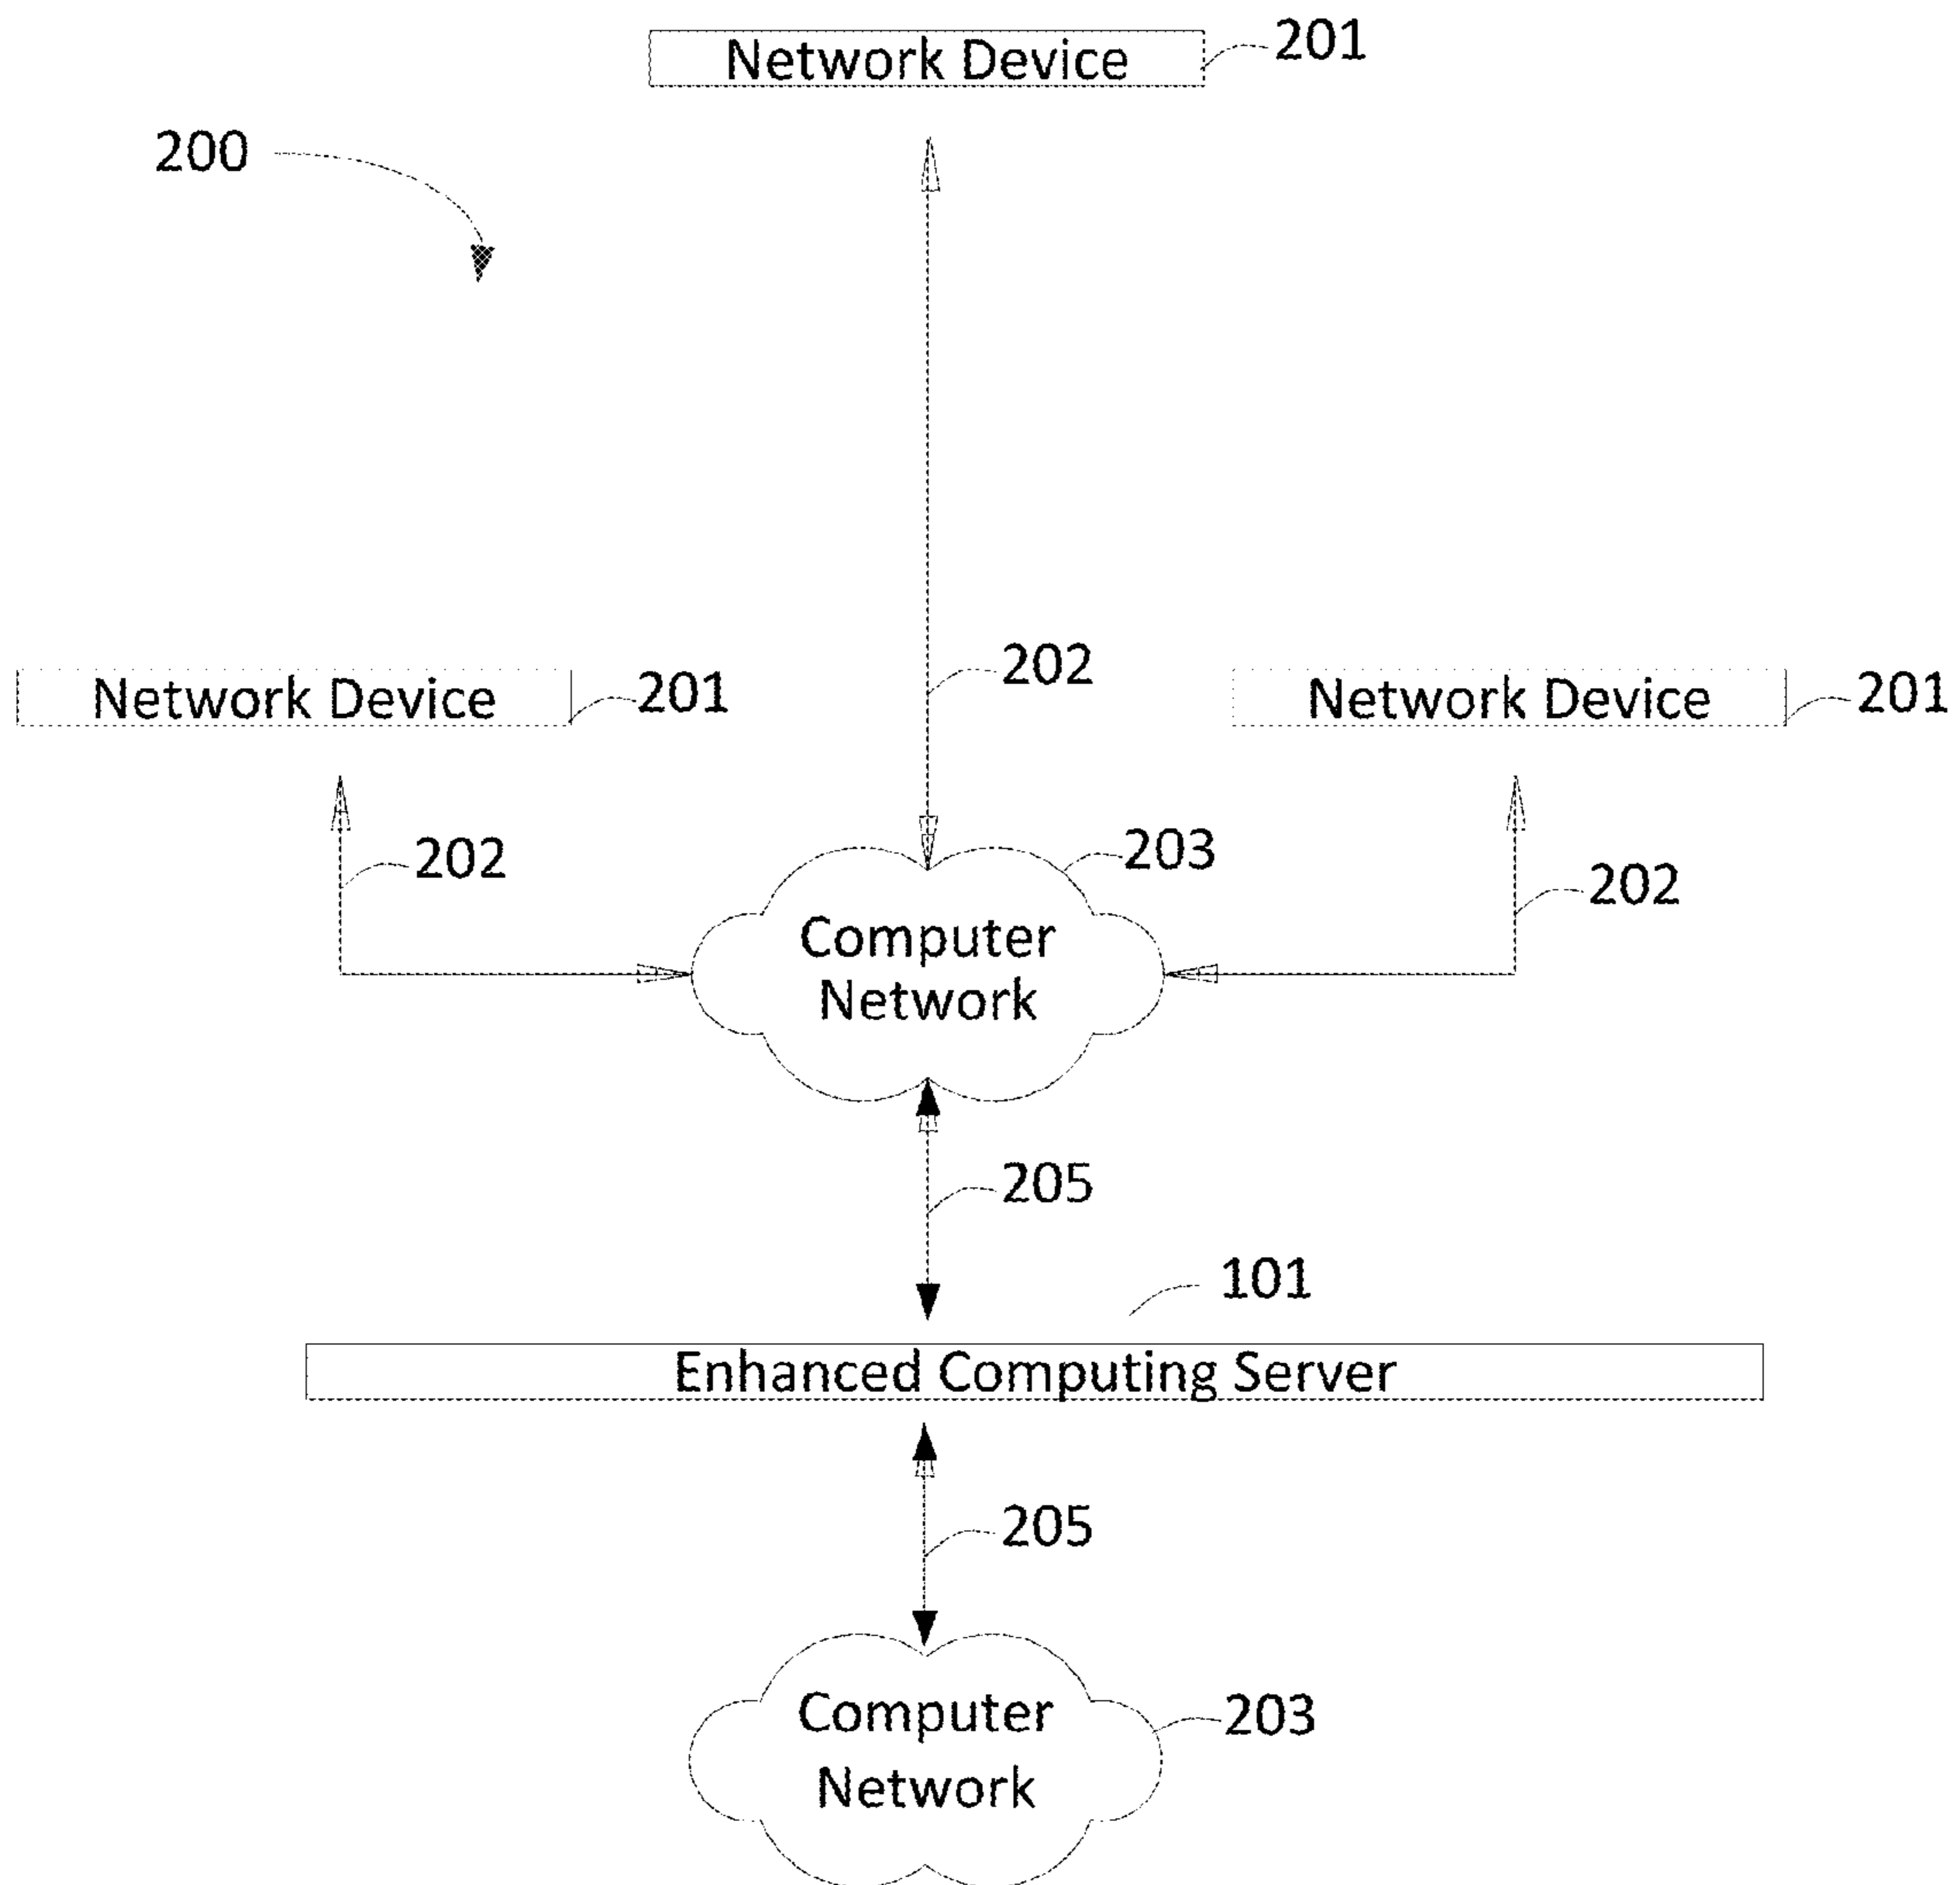 Network Device
201
200
202
Network Device
201
Network Device
201
202
203
202
Computer
Network
205
101
Enhanced Computing Server
205
Computer
Network
203